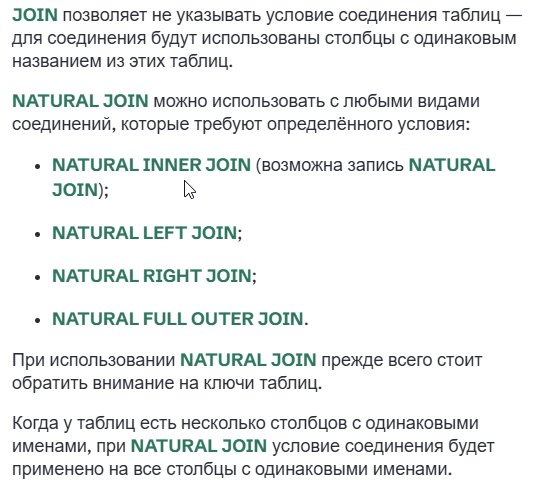 JOIN позволяет не указывать условие соединения таблиц —
для соединения будут использованы столбцы с одинаковым
названием из этих таблиц.
NATURAL JOIN можно использовать с любыми видами
соединений, которые требуют определённого условия:
• NATURAL INNER JOIN (возможна запись NATURAL
JOIN);
• NATURAL LEFT JOIN;
• NATURAL RIGHT JOIN;
• NATURAL FULL OUTER JOIN.
При использовании NATURAL JOIN прежде всего стоит
обратить внимание на ключи таблиц.
Когда у таблиц есть несколько столбцов с одинаковыми
именами, при NATURAL JOIN условие соединения будет
применено на все столбцы с одинаковыми именами.